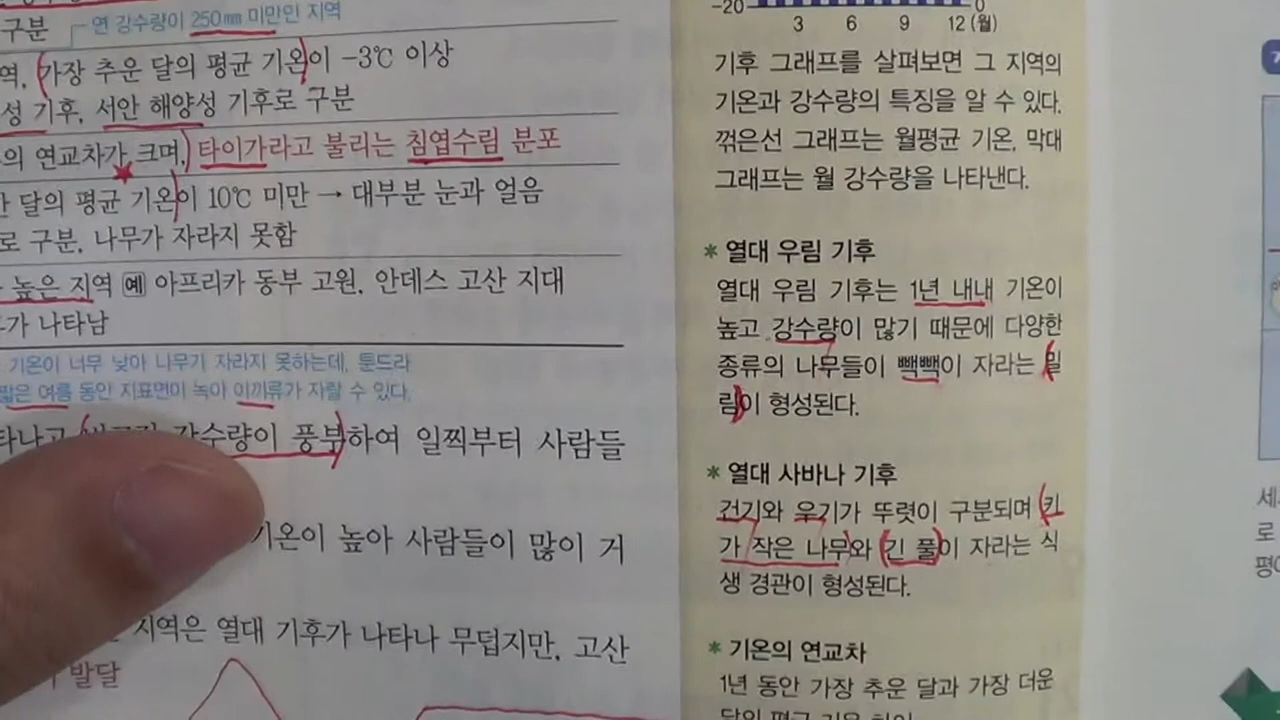 구분
연 강수량이 250mm 미만인 지역
역, 가장 추운 달의 평균 기온이 -3℃ 이상
성 기후, 서안 해양성 기후로 구분
의 연교차가 크며, 타이가라고 불리는 침엽수림 분포
달의 평균 기온이 10℃ 미만 → 대부분 눈과 얼음
로 구분, 나무가 자라지 못함
높은 지역 예 아프리카 동부 고원, 안데스 고산 지대
가 나타남
기온이 너무 낮아 나무가 자라지 못하는데, 툰드라
짧은 여름 동안 지표면이 녹아 이끼류가 자랄 수 있다.
타나고 강수량이 풍부하여 일찍부터 사람들
기온이 높아 사람들이 많이 거
지역은 열대 기후가 나타나 무덥지만, 고산
발달
-20 0
3 6 9 12 (월)
기후 그래프를 살펴보면 그 지역의
기온과 강수량의 특징을 알 수 있다.
꺾은선 그래프는 월평균 기온, 막대
그래프는 월 강수량을 나타낸다.
* 열대 우림 기후
열대 우림 기후는 1년 내내 기온이
높고 강수량이 많기 때문에 다양한
종류의 나무들이 빽빽이 자라는 밀
림이 형성된다.
* 열대 사바나 기후
건기와 우기가 뚜렷이 구분되며 키
가 작은 나무와 긴 풀이 자라는 식
생 경관이 형성된다.
* 기온의 연교차
1년 동안 가장 추운 달과 가장 더운
달의 평균 기온 차이
세
로
평